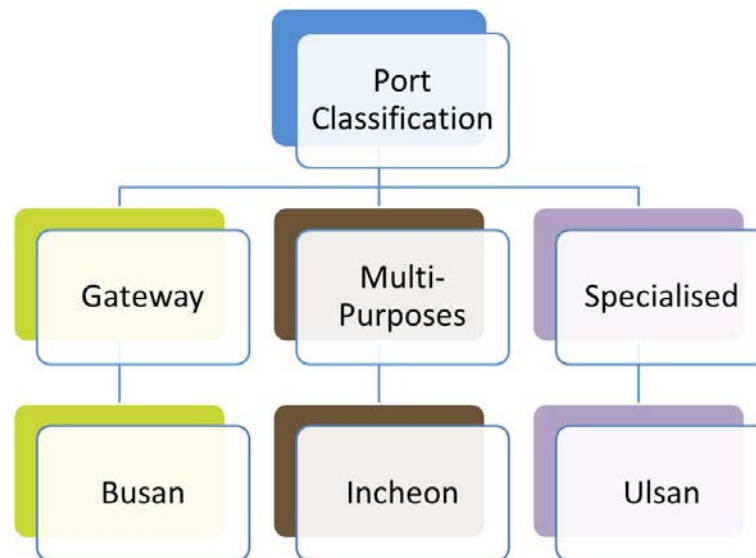 Port
Classification
Gateway
Multi-
Purposes
Specialised
Busan
Incheon
Ulsan